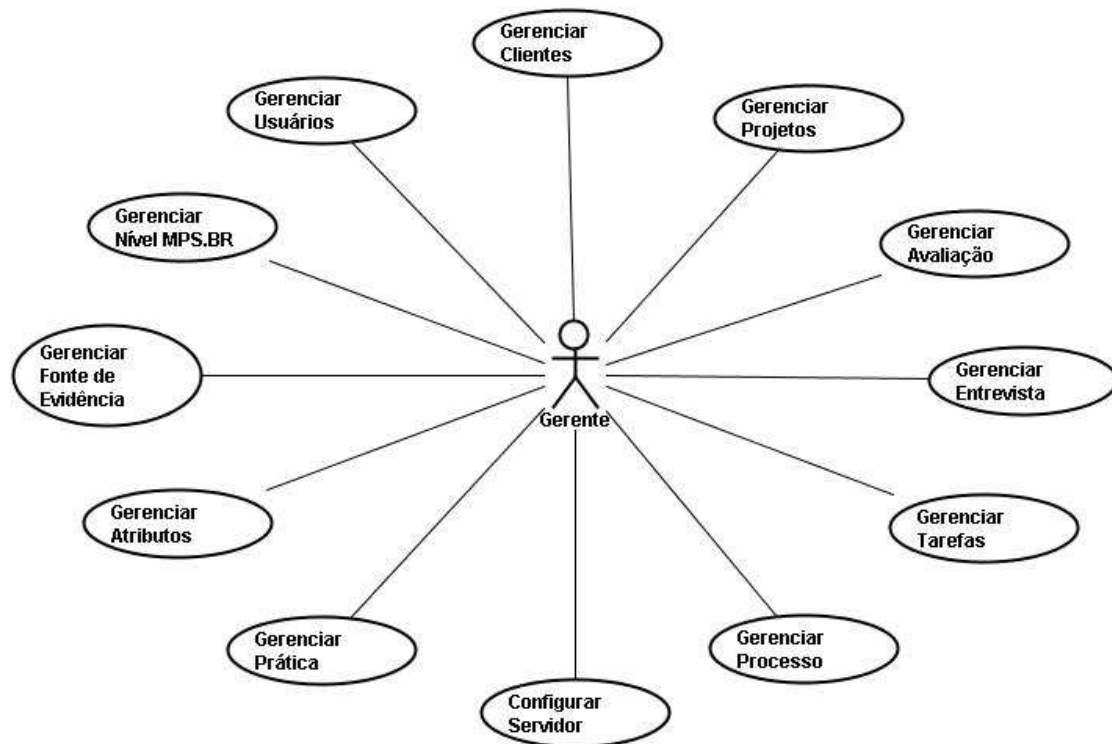 Gerenciar
Clientes
Gerenciar
Usuários
Gerenciar
Projetos
Gerenciar
Nível MPS.BR
Gerenciar
Avaliação
Gerenciar
Fonte de
Evidência
Gerenciar
Entrevista
Gerente
Gerenciar
Atributos
Gerenciar
Tarefas
Gerenciar
Prática
Gerenciar
Processo
Configurar
Servidor